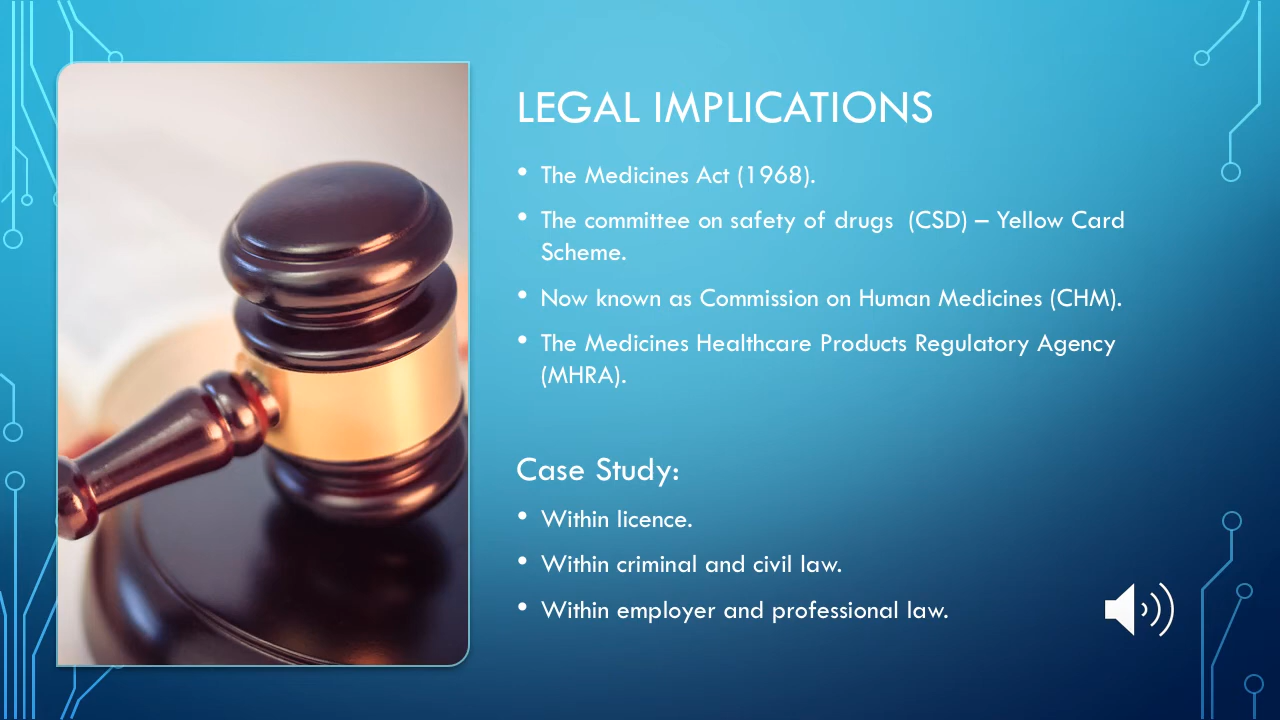 LEGAL IMPLICATIONS
• The Medicines Act (1968).
• The committee on safety of drugs  (CSD) – Yellow Card
Scheme.
• Now known as Commission on Human Medicines (CHM).
• The Medicines Healthcare Products Regulatory Agency
(MHRA).
Case Study:
• Within licence.
• Within criminal and civil law.
• Within employer and professional law.